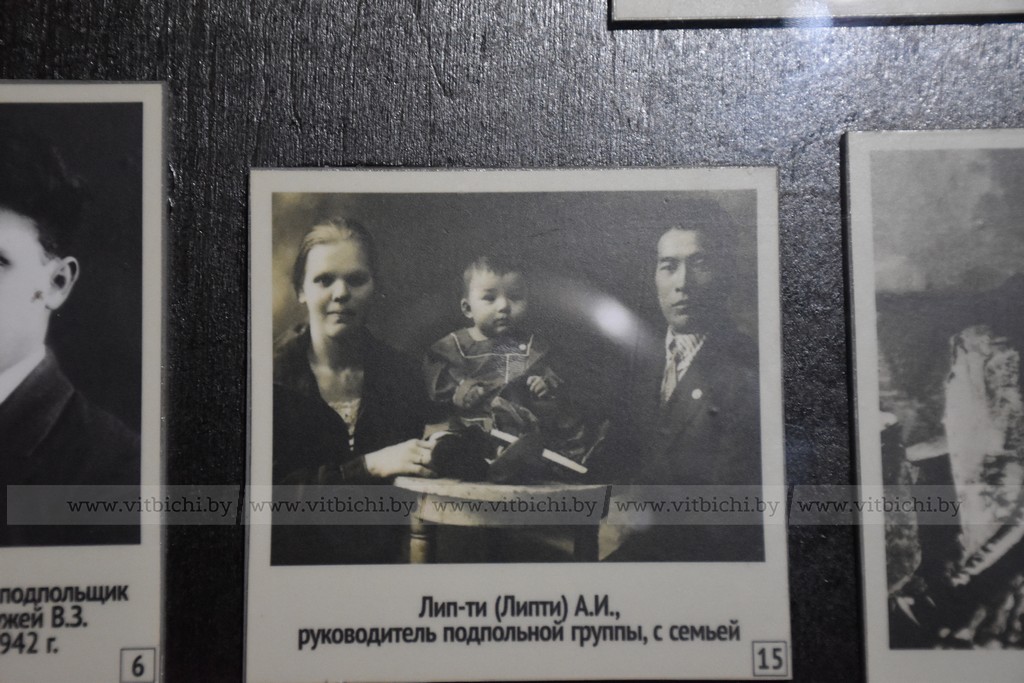 www.vitbichi.by / www.vitbichi.by / www.vitbichi.by / www.vitbichi.by / www.vitbichi.by
подпольщик
В.З.
942 г.
6
Лип-ти (Липти) А.И.,
руководитель подпольной группы, с семьей
15